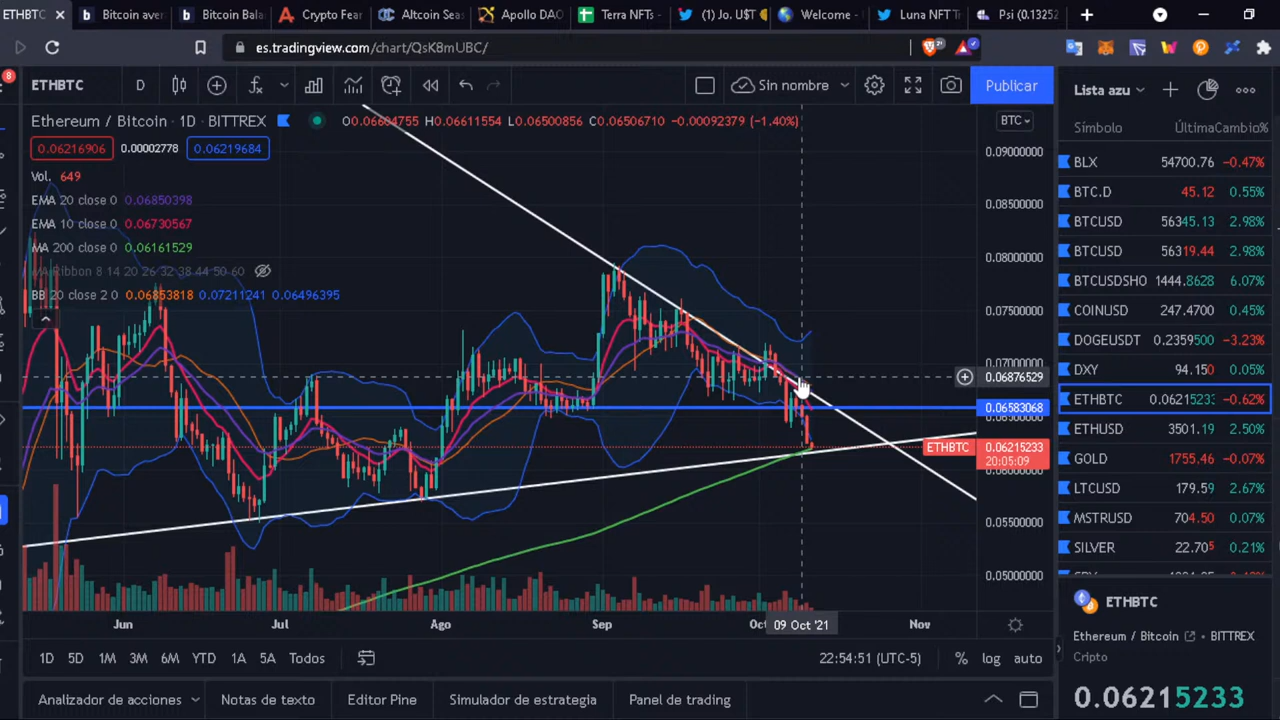 ETHBTC
Bitcoin aver
Bitcoin Bala
Crypto Fear
Altcoin Seas
Apollo DAO
Terra NFTs -
(1) Jo. U$T
Welcome -
Luna NFT Tr
Psi (0.13252
es.tradingview.com/chart/QsK8mUBC/
8
ETHBTC
D
Sin nombre
Publicar
Lista azu
Ethereum / Bitcoin · 1D · BITTREX
O0.06604755 H0.06611554 L0.06500856 C0.06506710 -0.00092379 (-1.40%)
BTC
0.06216906 0.00002778 0.06219684
Vol. 649
EMA 20 close 0 0.06850398
EMA 10 close 0 0.06730567
MA 200 close 0 0.06161529
MA Ribbon 8 14 20 26 32 38 44 50 60
BB 20 close 2 0 0.06853818 0.07211241 0.06496395
0.09000000
0.08500000
0.08000000
0.07500000
0.07000000
0.06876529
0.06583068
ETHBTC 0.06215233
20:05:09
0.05500000
0.05000000
Jun
Jul
Ago
Sep
Oct
09 Oct '21
Nov
1D 5D 1M 3M 6M YTD 1A 5A Todos
22:54:51 (UTC-5)
% log auto
Analizador de acciones
Notas de texto
Editor Pine
Simulador de estrategia
Panel de trading
Símbolo ÚltimaCambio%
BLX 54700.76 -0.47%
BTC.D 45.12 0.55%
BTCUSD 56345.13 2.98%
BTCUSD 56319.44 2.98%
BTCUSDSHO 1444.8628 6.07%
COINUSD 247.4700 0.45%
DOGEUSDT 0.2359500 -3.23%
DXY 94.150 0.05%
ETHBTC 0.06215233 -0.62%
ETHUSD 3501.19 2.50%
GOLD 1755.46 -0.07%
LTCUSD 179.59 2.67%
MSTRUSD 704.50 0.07%
SILVER 22.705 0.21%
ETHBTC
Ethereum / Bitcoin BITTREX
Cripto
0.06215233